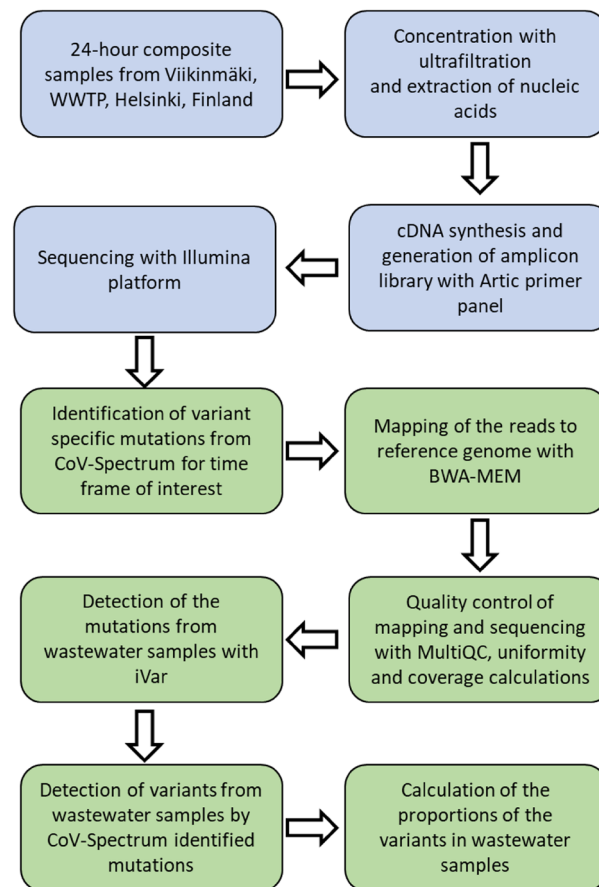 24-hour composite
samples from Viikinmäki,
WWTP, Helsinki, Finland
Concentration with
ultrafiltration
and extraction of nucleic
acids
cDNA synthesis and
generation of amplicon
library with Artic primer
panel
Sequencing with Illumina
platform
Identification of variant
specific mutations from
CoV-Spectrum for time
frame of interest
Mapping of the reads to
reference genome with
BWA-MEM
Quality control of
mapping and sequencing
with MultiQC, uniformity
and coverage calculations
Detection of the
mutations from
wastewater samples with
iVar
Detection of variants from
wastewater samples by
CoV-Spectrum identified
mutations
Calculation of the
proportions of the
variants in wastewater
samples